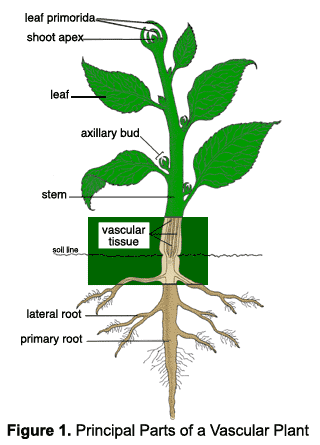 leaf primorida
shoot apex
leaf
axillary bud
stem
vascular
tissue
soil line
lateral root
primary root
Figure 1. Principal Parts of a Vascular Plant